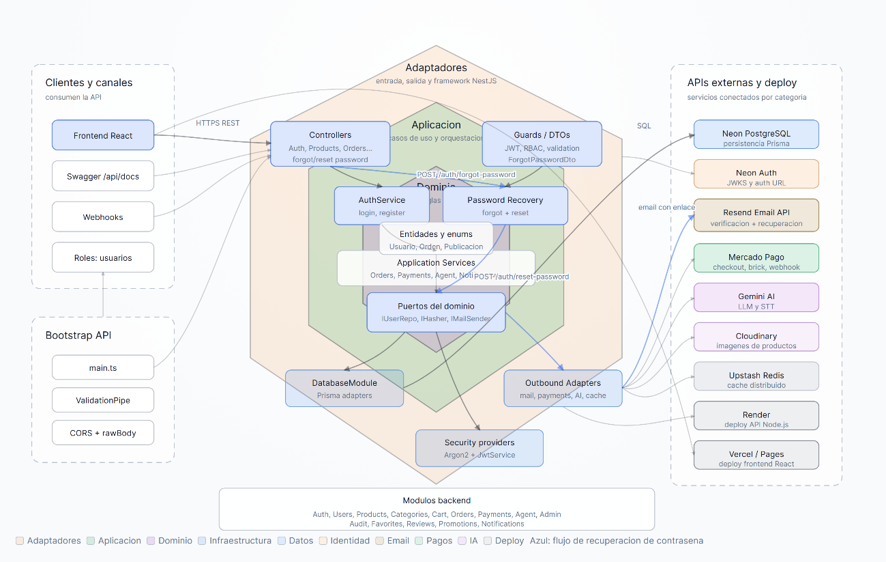 Adaptadores
entrada, salida y framework NestJS
Clientes y canales
consumen la API
Frontend React
Swagger /api/docs
Webhooks
Roles: usuarios
Bootstrap API
main.ts
ValidationPipe
CORS + rawBody
HTTPS REST
Aplicacion
casos de uso y orquestacion
Controllers
Auth, Products, Orders...
forgot/reset password
Guards / DTOs
JWT, RBAC, validation
ForgotPasswordDto
POST /auth/forgot-password
Dominio
AuthService
login, register
Password Recovery
forgot + reset
Entidades y enums
Usuario, Orden, Publicacion
Application Services
Orders, Payments, Agent,
POST /auth/reset-password
Puertos del dominio
IUserRepo, IHasher, IMailSender
DatabaseModule
Prisma adapters
Outbound Adapters
mail, payments, AI, cache
Security providers
Argon2 + JwtService
SQL
email con enlace
APIs externas y deploy
servicios conectados por categoria
Neon PostgreSQL
persistencia Prisma
Neon Auth
JWKS y auth URL
Resend Email API
verificacion + recuperacion
Mercado Pago
checkout, brick, webhook
Gemini AI
LLM y STT
Cloudinary
imagenes de productos
Upstash Redis
cache distribuido
Render
deploy API Node.js
Vercel / Pages
deploy frontend React
Modulos backend
Auth, Users, Products, Categories, Cart, Orders, Payments, Agent, Admin
Audit, Favorites, Reviews, Promotions, Notifications
Adaptadores Aplicacion Dominio Infraestructura Datos Identidad Email Pagos IA Deploy Azul: flujo de recuperacion de contrasena